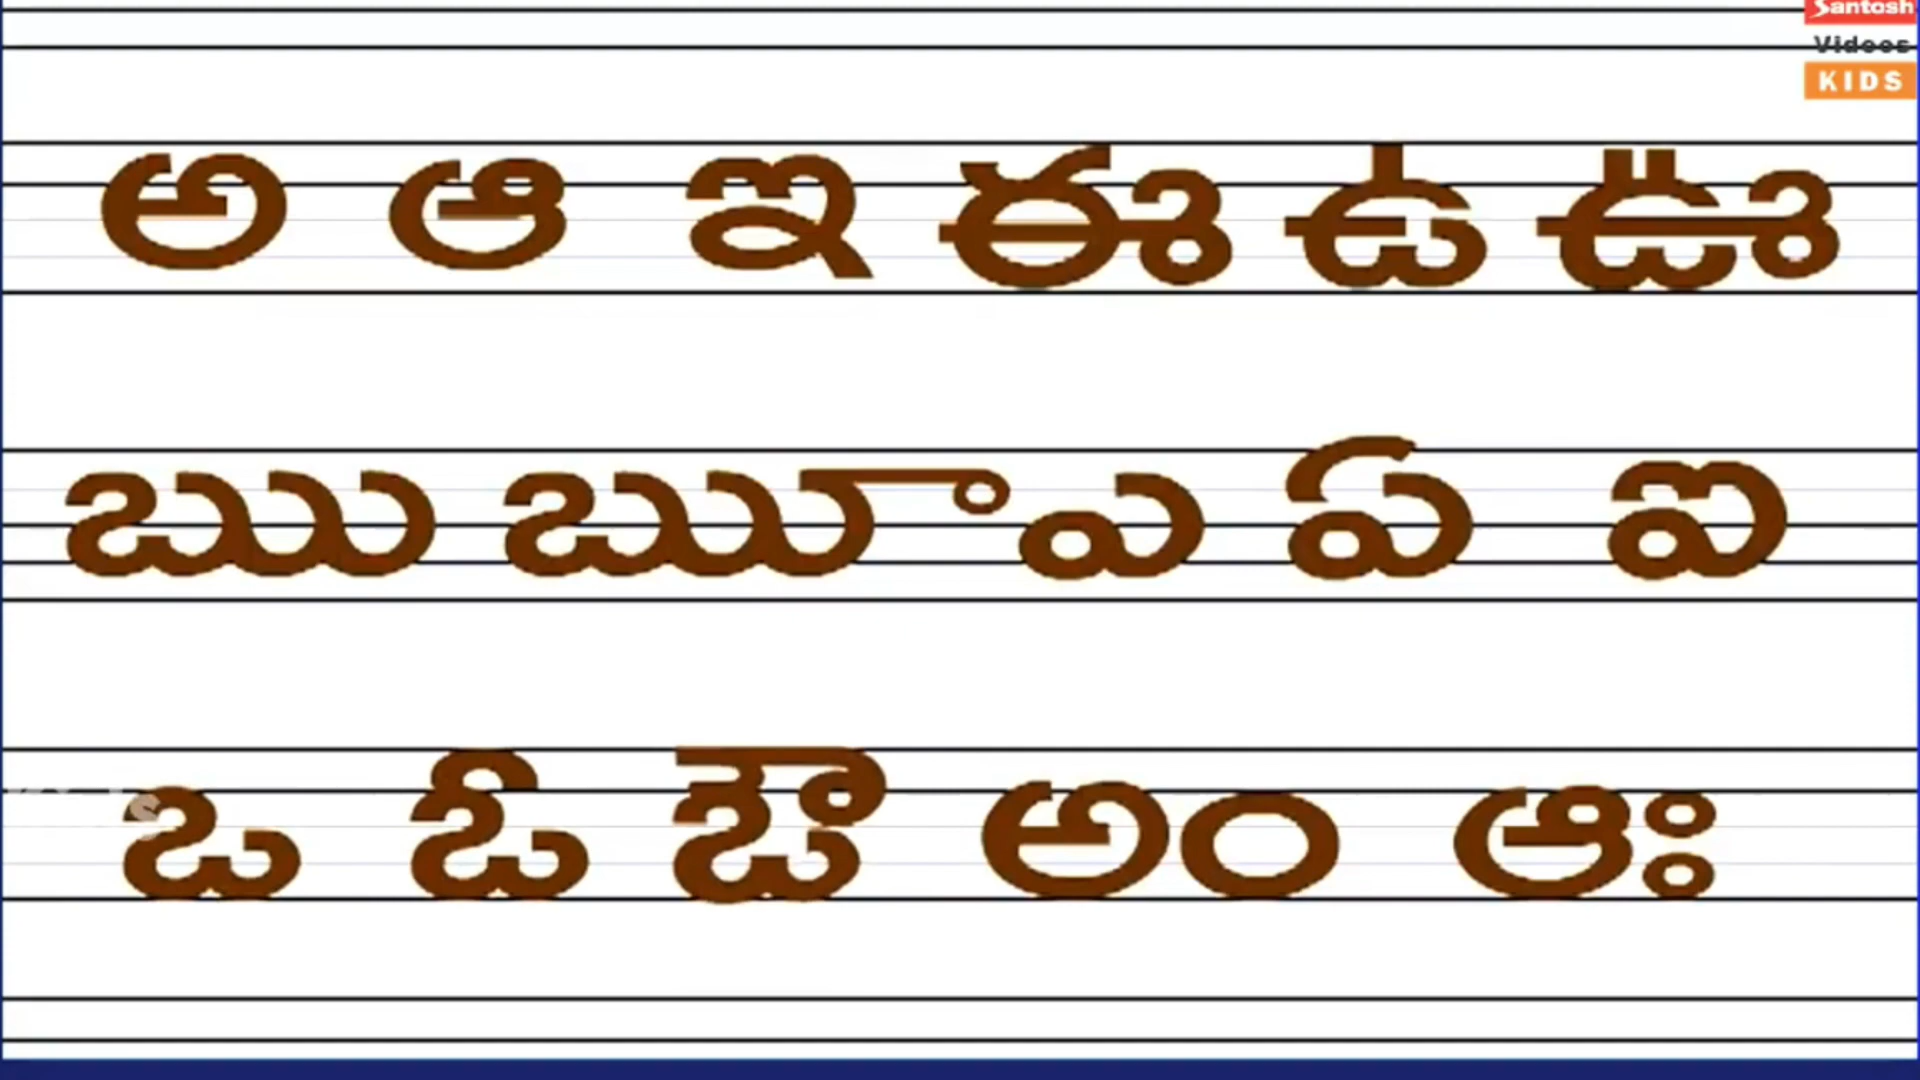 Santosh
Videos
KIDS
అ ఆ ఇ ఈ ఉ ఊ
ఋ ౠ ఎ ఏ ఐ
ఒ ఓ ఔ అం ఆః